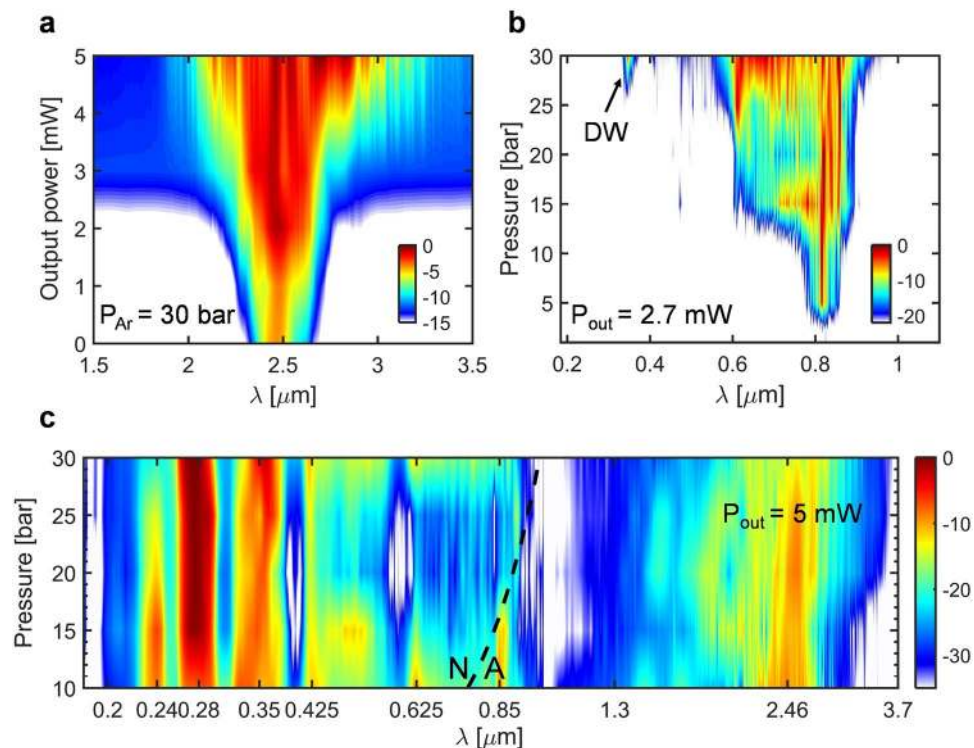 a
5
4
3
2
1
0
Output power [mW]
P_Ar = 30 bar
0
-5
-10
-15
1.5 2 2.5 3 3.5
λ [μm]
b
30
25
20
15
10
5
Pressure [bar]
DW
P_out = 2.7 mW
0
-10
-20
0.2 0.4 0.6 0.8 1
λ [μm]
c
30
25
20
15
10
Pressure [bar]
P_out = 5 mW
N A
0
-10
-20
-30
0.2 0.24 0.28 0.35 0.425 0.625 0.85 1.3 2.46 3.7
λ [μm]